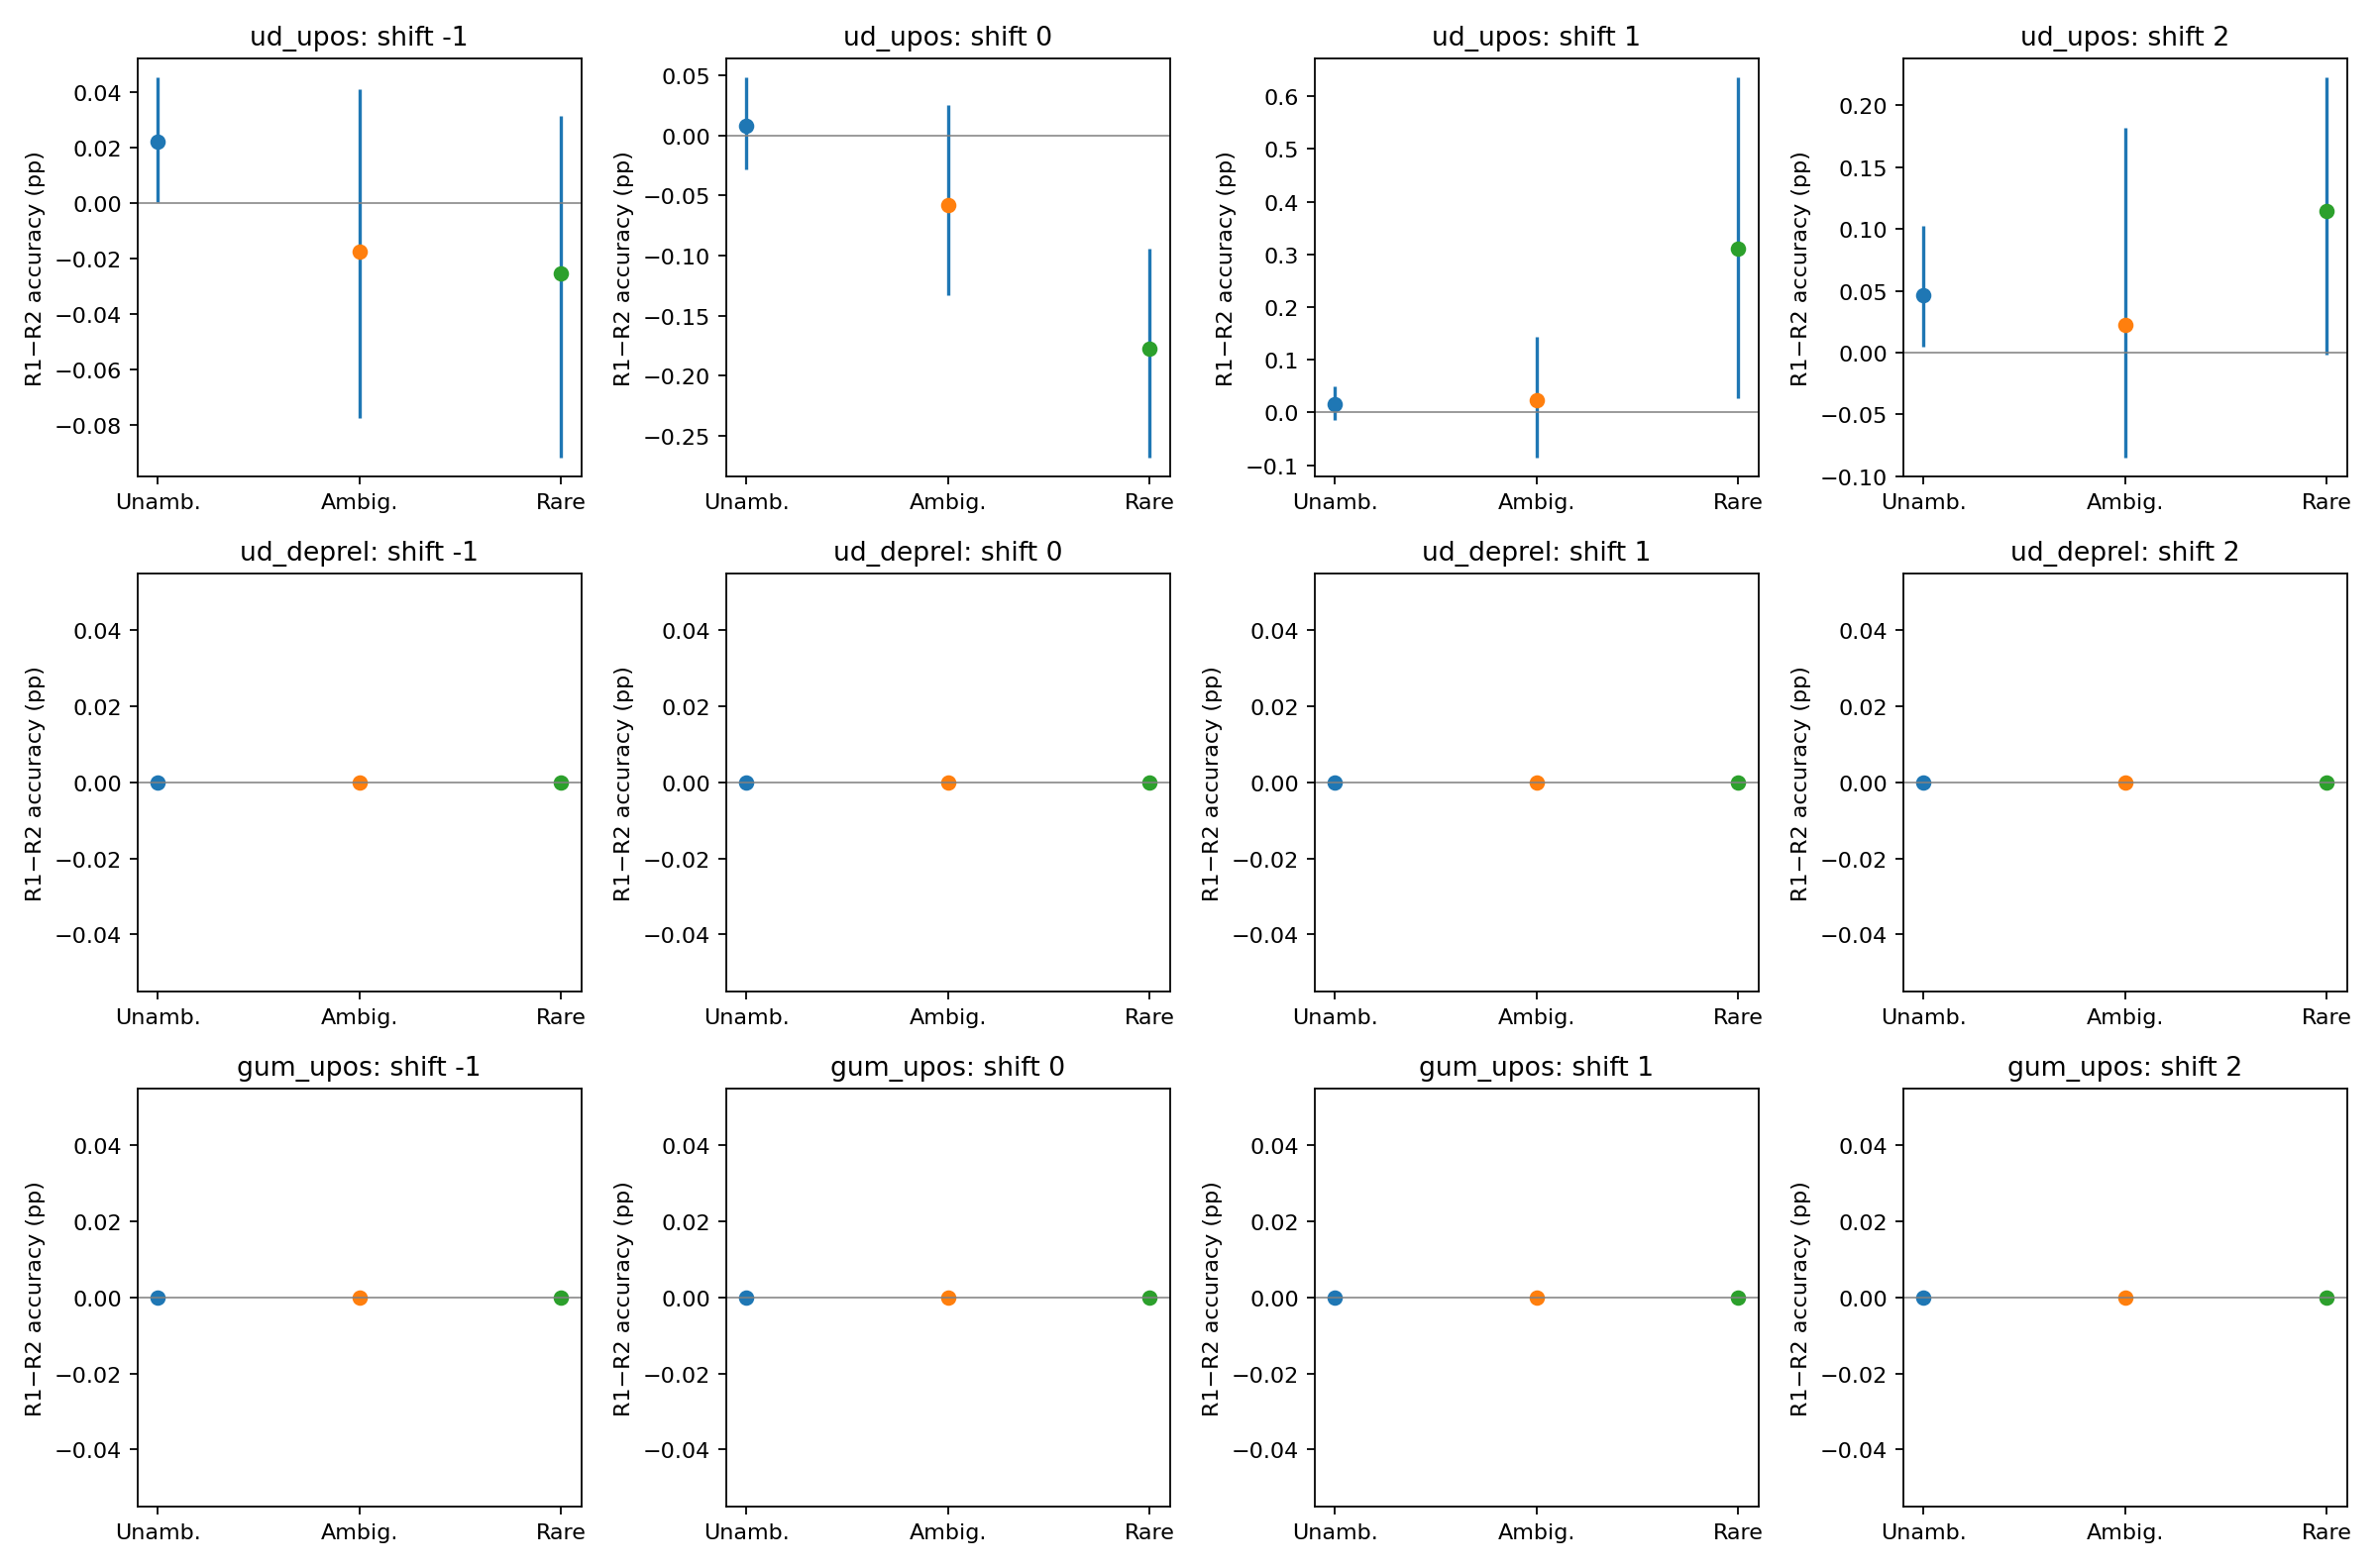 ud_upos: shift -1
R1−R2 accuracy (pp)
0.04
0.02
0.00
−0.02
−0.04
−0.06
−0.08
Unamb. Ambig. Rare
ud_upos: shift 0
R1−R2 accuracy (pp)
0.05
0.00
−0.05
−0.10
−0.15
−0.20
−0.25
Unamb. Ambig. Rare
ud_upos: shift 1
R1−R2 accuracy (pp)
0.6
0.5
0.4
0.3
0.2
0.1
0.0
−0.1
Unamb. Ambig. Rare
ud_upos: shift 2
R1−R2 accuracy (pp)
0.20
0.15
0.10
0.05
0.00
−0.05
−0.10
Unamb. Ambig. Rare
ud_deprel: shift -1
R1−R2 accuracy (pp)
0.04
0.02
0.00
−0.02
−0.04
Unamb. Ambig. Rare
ud_deprel: shift 0
R1−R2 accuracy (pp)
0.04
0.02
0.00
−0.02
−0.04
Unamb. Ambig. Rare
ud_deprel: shift 1
R1−R2 accuracy (pp)
0.04
0.02
0.00
−0.02
−0.04
Unamb. Ambig. Rare
ud_deprel: shift 2
R1−R2 accuracy (pp)
0.04
0.02
0.00
−0.02
−0.04
Unamb. Ambig. Rare
gum_upos: shift -1
R1−R2 accuracy (pp)
0.04
0.02
0.00
−0.02
−0.04
Unamb. Ambig. Rare
gum_upos: shift 0
R1−R2 accuracy (pp)
0.04
0.02
0.00
−0.02
−0.04
Unamb. Ambig. Rare
gum_upos: shift 1
R1−R2 accuracy (pp)
0.04
0.02
0.00
−0.02
−0.04
Unamb. Ambig. Rare
gum_upos: shift 2
R1−R2 accuracy (pp)
0.04
0.02
0.00
−0.02
−0.04
Unamb. Ambig. Rare